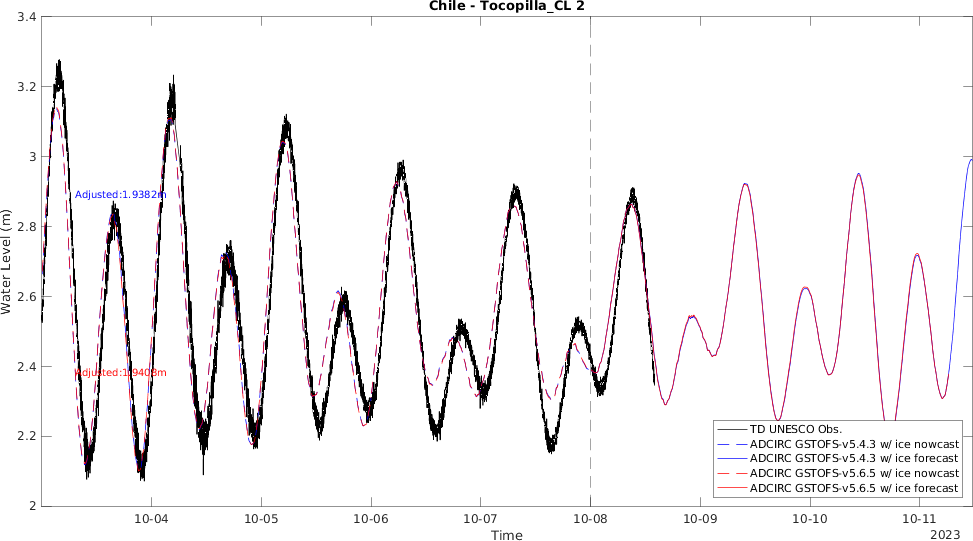 Chile - Tocopilla_CL 2
3.4
3.2
3
2.8
2.6
2.4
2.2
2
Water Level (m)
Adjusted:1.9382m
Adjusted:1.9408m
TD UNESCO Obs.
ADCIRC GSTOFS-v5.4.3 w/ ice nowcast
ADCIRC GSTOFS-v5.4.3 w/ ice forecast
ADCIRC GSTOFS-v5.6.5 w/ ice nowcast
ADCIRC GSTOFS-v5.6.5 w/ ice forecast
10-04 10-05 10-06 10-07 10-08 10-09 10-10 10-11
Time
2023